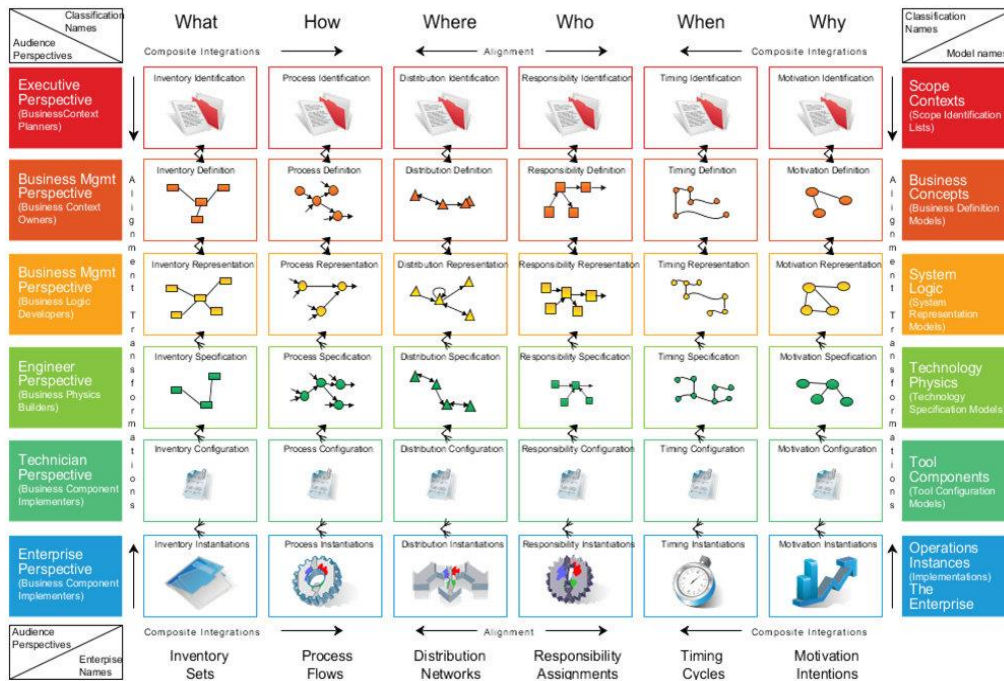 Classification
Names
Audience
Perspectives
What
How
Where
Who
When
Why
Classification
Names
Model names
Composite Integrations
Alignment
Composite Integrations
Executive
Perspective
(BusinessContext
Planners)
Inventory Identification
Process Identification
Distribution Identification
Responsibility Identification
Timing Identification
Motivation Identification
Scope
Contexts
(Scope Identification
Lists)
Business Mgmt
Perspective
(Business Context
Owners)
Inventory Definition
Process Definition
Distribution Definition
Responsibility Definition
Timing Definition
Motivation Definition
Business
Concepts
(Business Definition
Models)
Alignment Transformations
Alignment Transformations
Business Mgmt
Perspective
(Business Logic
Developers)
Inventory Representation
Process Representation
Distribution Representation
Responsibility Representation
Timing Representation
Motivation Representation
System
Logic
(System
Representation
Models)
Engineer
Perspective
(Business Physics
Builders)
Inventory Specification
Process Specification
Distribution Specification
Responsibility Specification
Timing Specification
Motivation Specification
Technology
Physics
(Technology
Specification Models
Technician
Perspective
(Business Component
Implementers)
Inventory Configuration
Process Configuration
Distribution Configuration
Responsibility Configuration
Timing Configuration
Motivation Configuration
Tool
Components
(Tool Configuration
Models)
Enterprise
Perspective
(Business Component
Implementers)
Inventory Instantiations
Process Instantiations
Distribution Instantiations
Responsibility Instantiations
Timing Instantiations
Motivation Instantiations
Operations
Instances
(Implementations)
The
Enterprise
Audience
Perspectives
Enterpise
Names
Composite Integrations
Alignment
Composite Integrations
Inventory
Sets
Process
Flows
Distribution
Networks
Responsibility
Assignments
Timing
Cycles
Motivation
Intentions